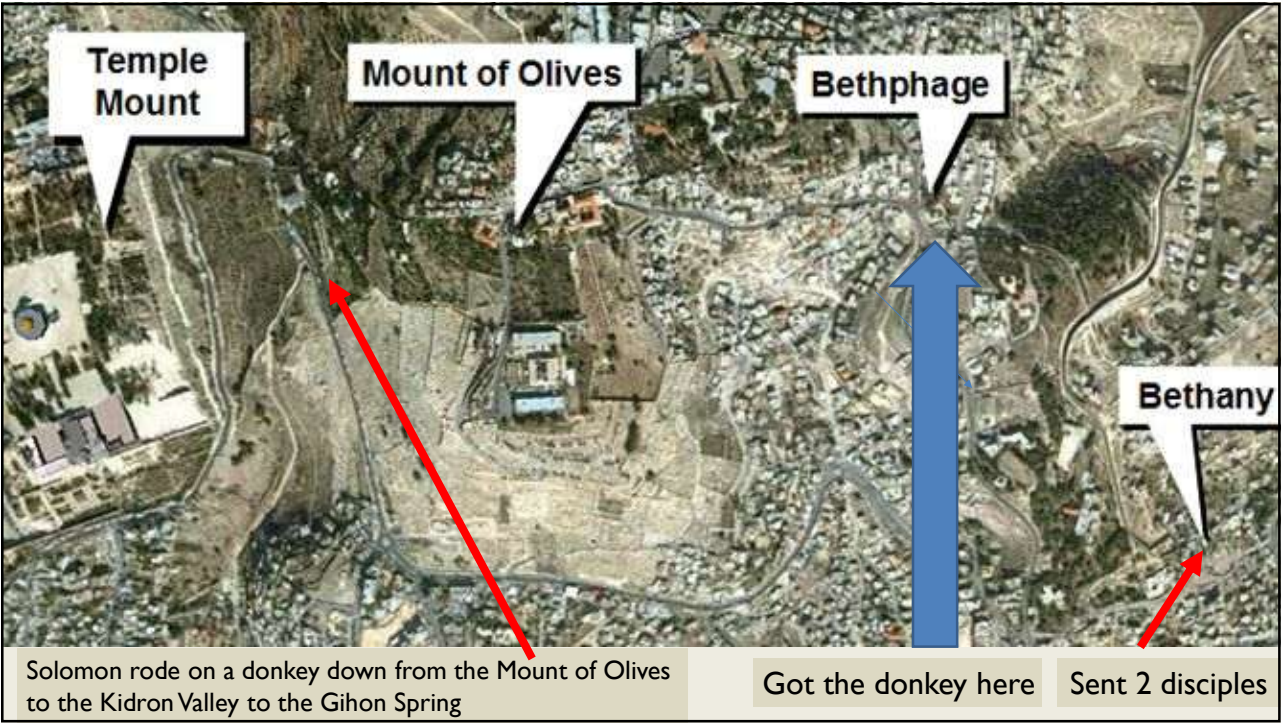 Temple
Mount
Mount of Olives
Bethphage
Bethany
Solomon rode on a donkey down from the Mount of Olives
to the Kidron Valley to the Gihon Spring
Got the donkey here
Sent 2 disciples